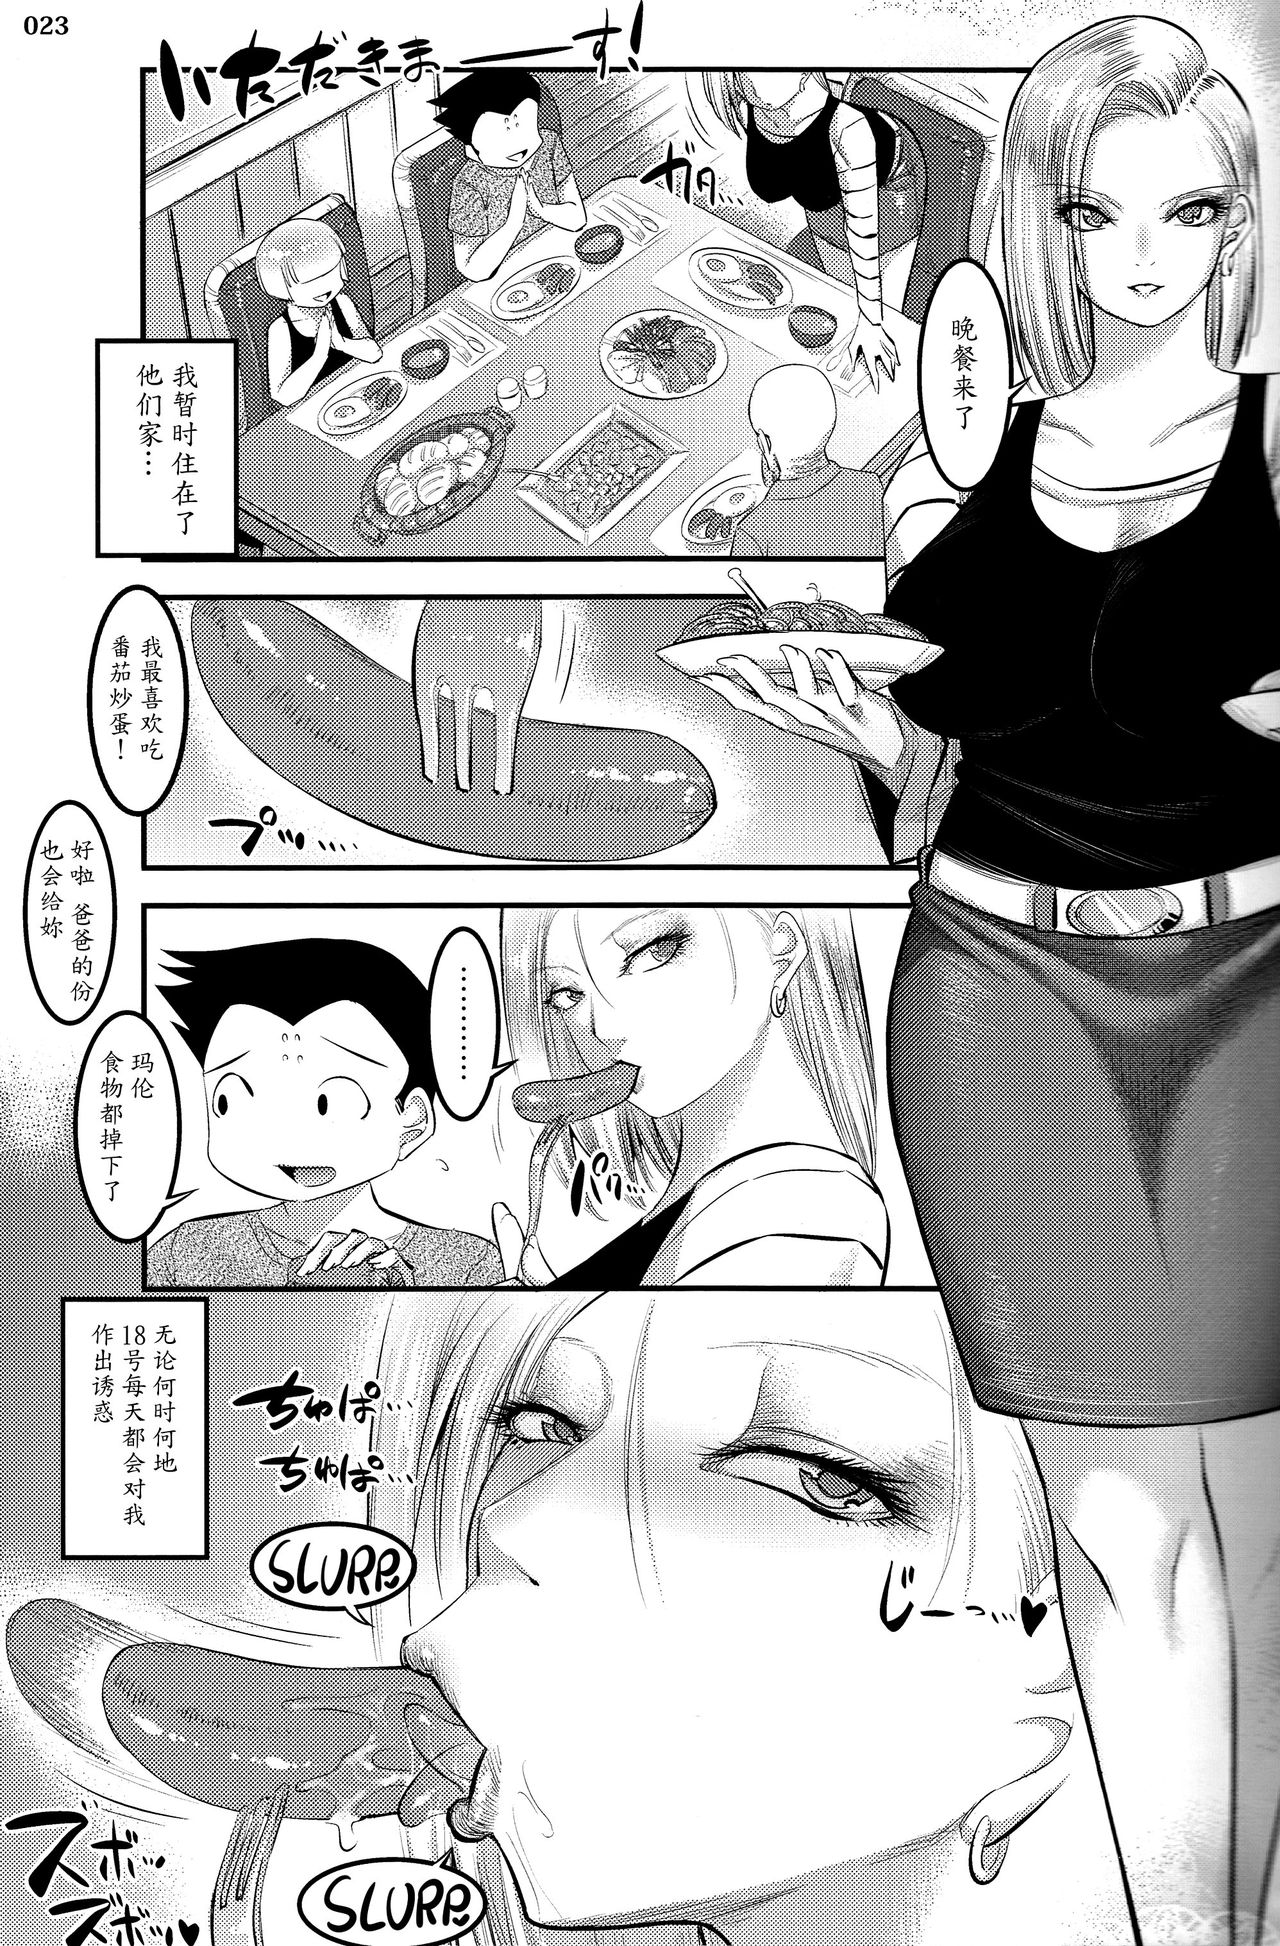 023
いただきまーーす!
ガタ…
晚餐来了
我暂时住在了
他们家…
我最喜欢吃
番茄炒蛋!
プッ…
好啦 爸爸的份
也会给妳
…………
パクッ…
玛伦
食物都掉下了
无论何时何地
18号每天都会对我
作出诱惑
ちゅぱ…
ちゅぱ…
SLURP
じーっ…♥
ズボッ
ズボッ♥
SLURP